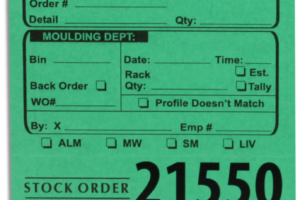 Order #
Detail Qty:
MOULDING DEPT:
Bin Date: Time:
Rack Est.
Back Order Qty: Tally
WO# Profile Doesn't Match
By: X Emp #
ALM MW SM LIV
STOCK ORDER 21550